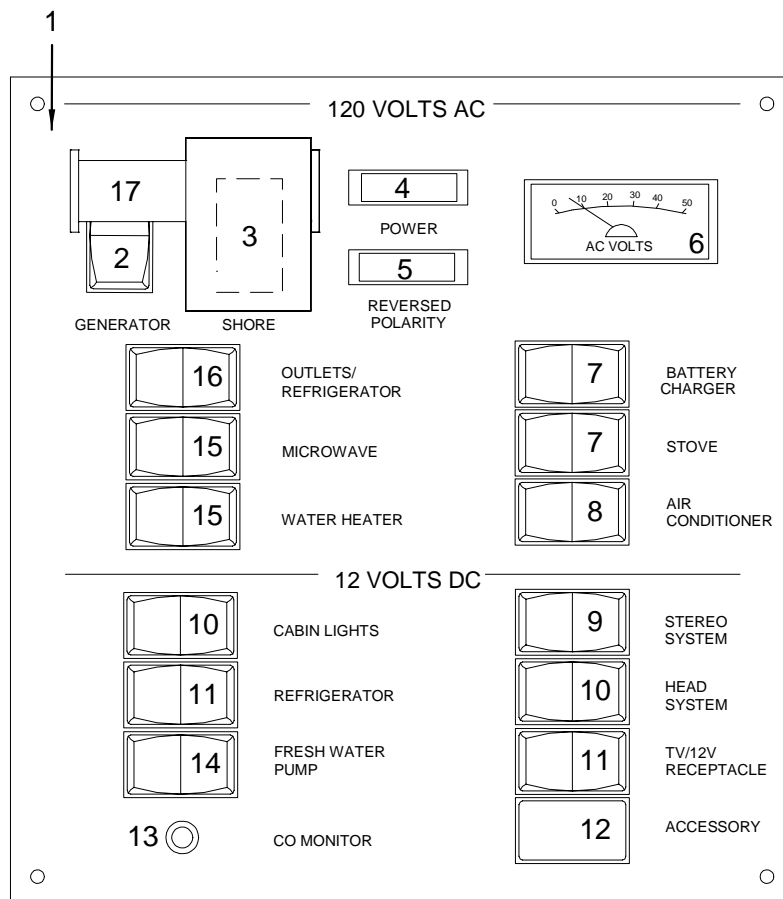 1
120 VOLTS AC
17
2
3
4
POWER
5
REVERSED
POLARITY
0 10 20 30 40 50
AC VOLTS
6
GENERATOR
SHORE
16
OUTLETS/
REFRIGERATOR
7
BATTERY
CHARGER
15
MICROWAVE
7
STOVE
15
WATER HEATER
8
AIR
CONDITIONER
12 VOLTS DC
10
CABIN LIGHTS
9
STEREO
SYSTEM
11
REFRIGERATOR
10
HEAD
SYSTEM
14
FRESH WATER
PUMP
11
TV/12V
RECEPTACLE
13
CO MONITOR
12
ACCESSORY